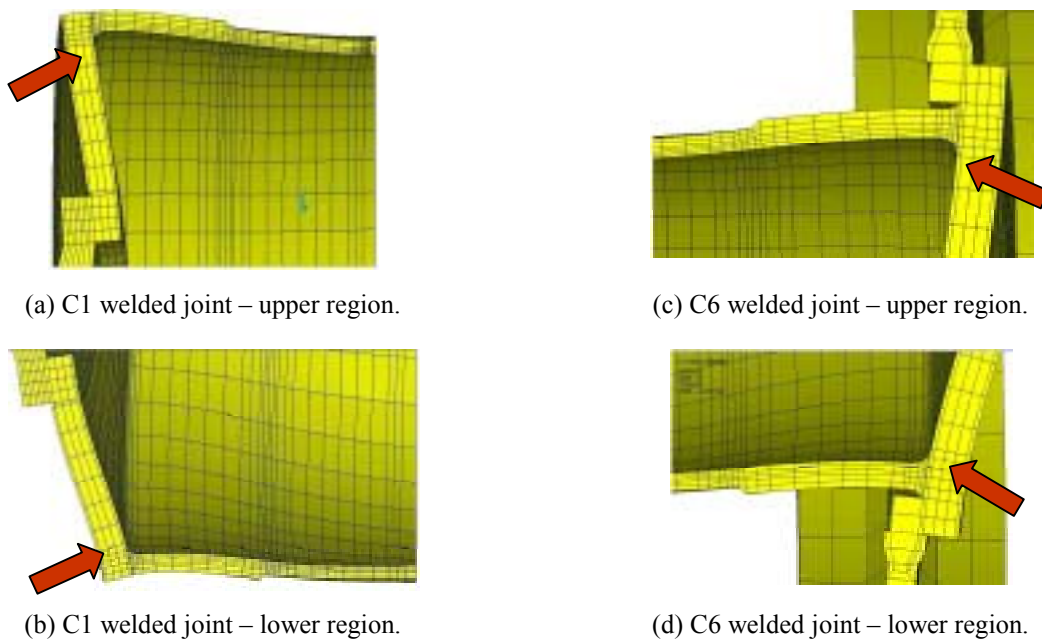 (a) C1 welded joint – upper region.
(c) C6 welded joint – upper region.
(b) C1 welded joint – lower region.
(d) C6 welded joint – lower region.